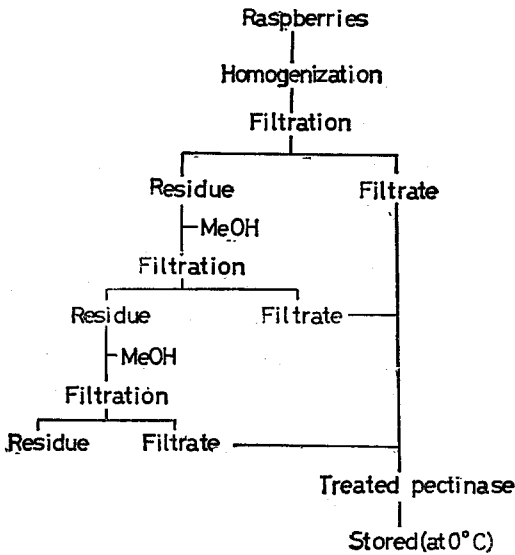 Raspberries
Homogenization
Filtration
Residue
Filtrate
MeOH
Filtration
Residue
Filtrate
MeOH
Filtration
Residue
Filtrate
Treated pectinase
Stored(at 0°C)